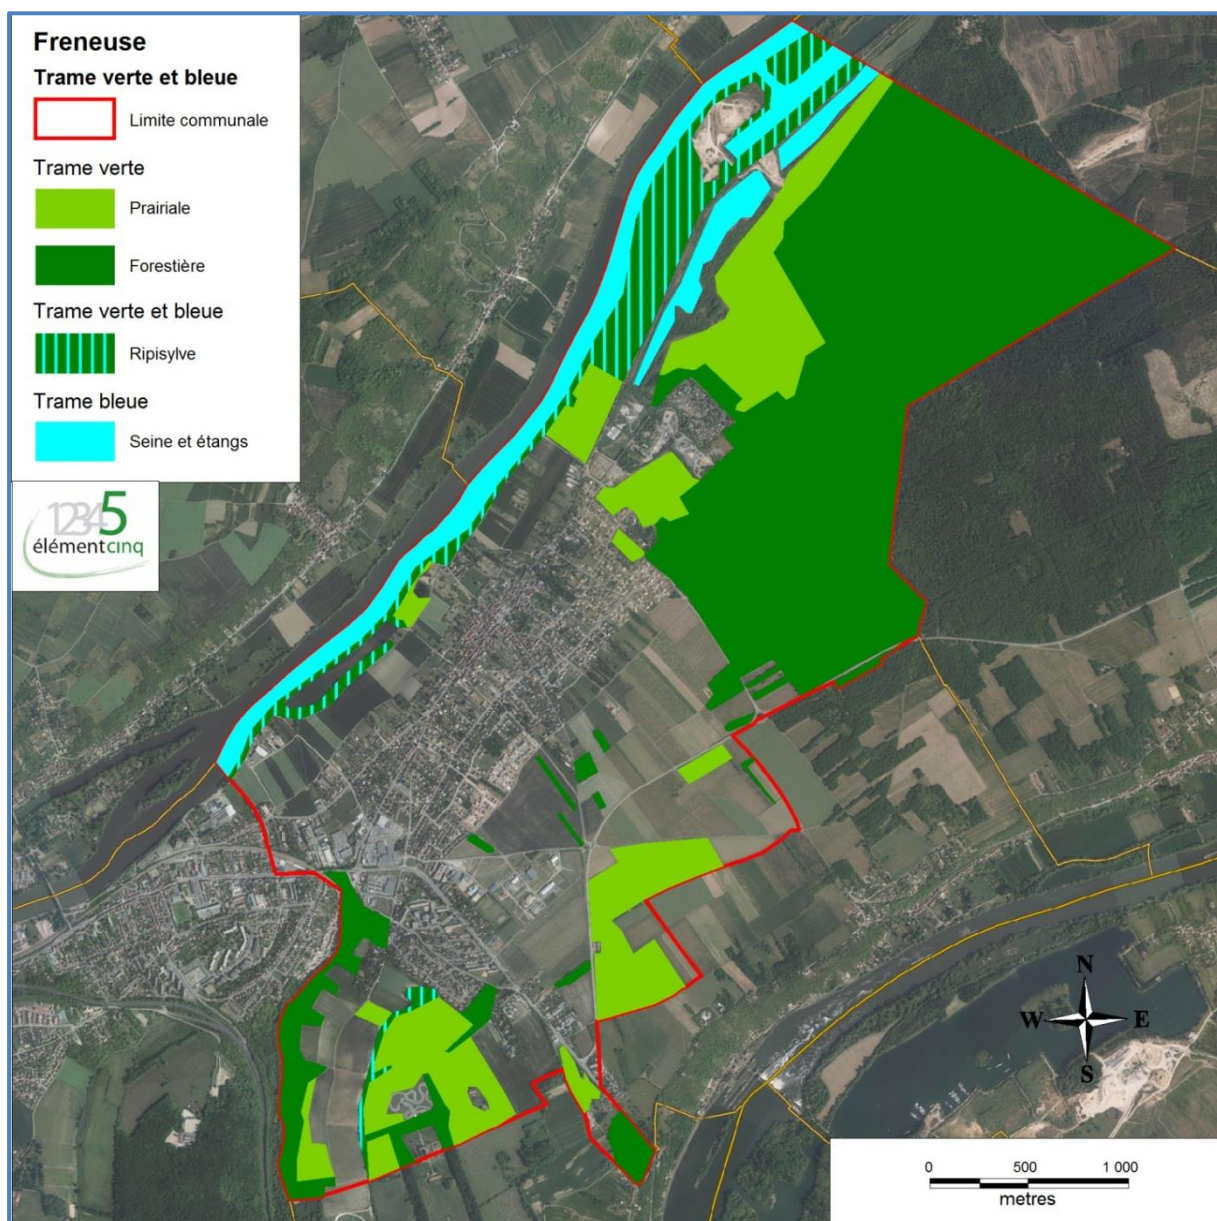 Freneuse
Trame verte et bleue
Limite communale
Trame verte
Prairiale
Forestière
Trame verte et bleue
Ripisylve
Trame bleue
Seine et étangs
12345
élémentcinq
N
W E
S
0 500 1 000
metres